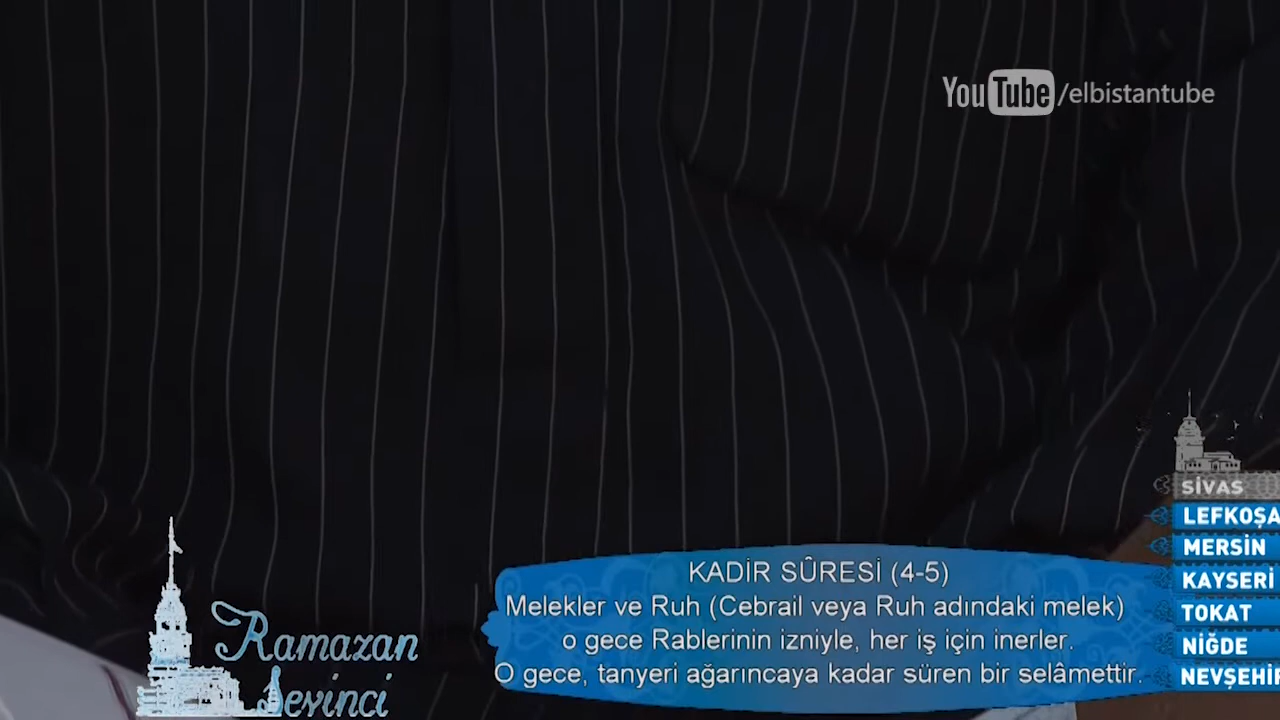 YouTube/elbistantube
SİVAS
LEFKOŞA
MERSİN
KAYSERİ
TOKAT
NİĞDE
NEVŞEHİR
KADİR SÛRESİ (4-5)
Melekler ve Ruh (Cebrail veya Ruh adındaki melek)
o gece Rablerinin izniyle, her iş için inerler.
O gece, tanyeri ağarıncaya kadar süren bir selâmettir.
Ramazan
Sevinci